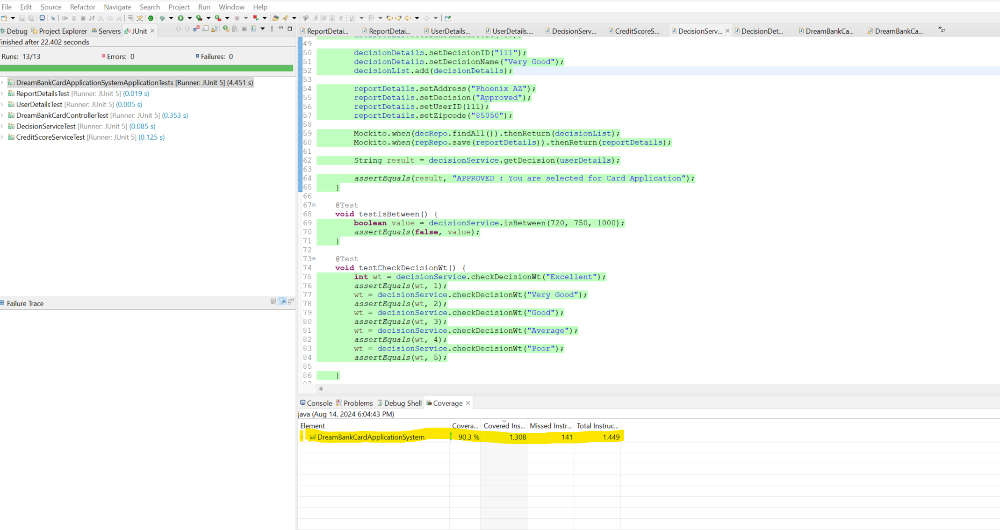 File Edit Source Refactor Navigate Search Project Run Window Help
Debug Project Explorer Servers JUnit
Finished after 22.402 seconds
Runs: 13/13 Errors: 0 Failures: 0
DreamBankCardApplicationSystemApplicationTests [Runner: JUnit 5] (4.451 s)
ReportDetailsTest [Runner: JUnit 5] (0.019 s)
UserDetailsTest [Runner: JUnit 5] (0.005 s)
DreamBankCardControllerTest [Runner: JUnit 5] (0.353 s)
DecisionServiceTest [Runner: JUnit 5] (0.085 s)
CreditScoreServiceTest [Runner: JUnit 5] (0.125 s)
Failure Trace
ReportDetai... ReportDetai... UserDetails... UserDetails.... DecisionServ... CreditScoreS... DecisionServ... DecisionDet... DreamBankCa... DreamBankCa... »27
49
50 decisionDetails.setDecisionID("111");
51 decisionDetails.setDecisionName("Very Good");
52 decisionList.add(decisionDetails);
53
54 reportDetails.setAddress("Phoenix AZ");
55 reportDetails.setDecision("Approved");
56 reportDetails.setUserID(111);
57 reportDetails.setZipcode("85050");
58
59 Mockito.when(decRepo.findAll()).thenReturn(decisionList);
60 Mockito.when(repRepo.save(reportDetails)).thenReturn(reportDetails);
61
62 String result = decisionService.getDecision(userDetails);
63
64 assertEquals(result, "APPROVED : You are selected for Card Application");
65 }
66
67 @Test
68 void testIsBetween() {
69 boolean value = decisionService.isBetween(720, 750, 1000);
70 assertEquals(false, value);
71 }
72
73 @Test
74 void testCheckDecisionWt() {
75 int wt = decisionService.checkDecisionWt("Excellent");
76 assertEquals(wt, 1);
77 wt = decisionService.checkDecisionWt("Very Good");
78 assertEquals(wt, 2);
79 wt = decisionService.checkDecisionWt("Good");
80 assertEquals(wt, 3);
81 wt = decisionService.checkDecisionWt("Average");
82 assertEquals(wt, 4);
83 wt = decisionService.checkDecisionWt("Poor");
84 assertEquals(wt, 5);
85
86 }
Console Problems Debug Shell Coverage
java (Aug 14, 2024 6:04:43 PM)
Element Covera... Covered Ins... Missed Instr... Total Instruc...
DreamBankCardApplicationSystem 90.3 % 1,308 141 1,449